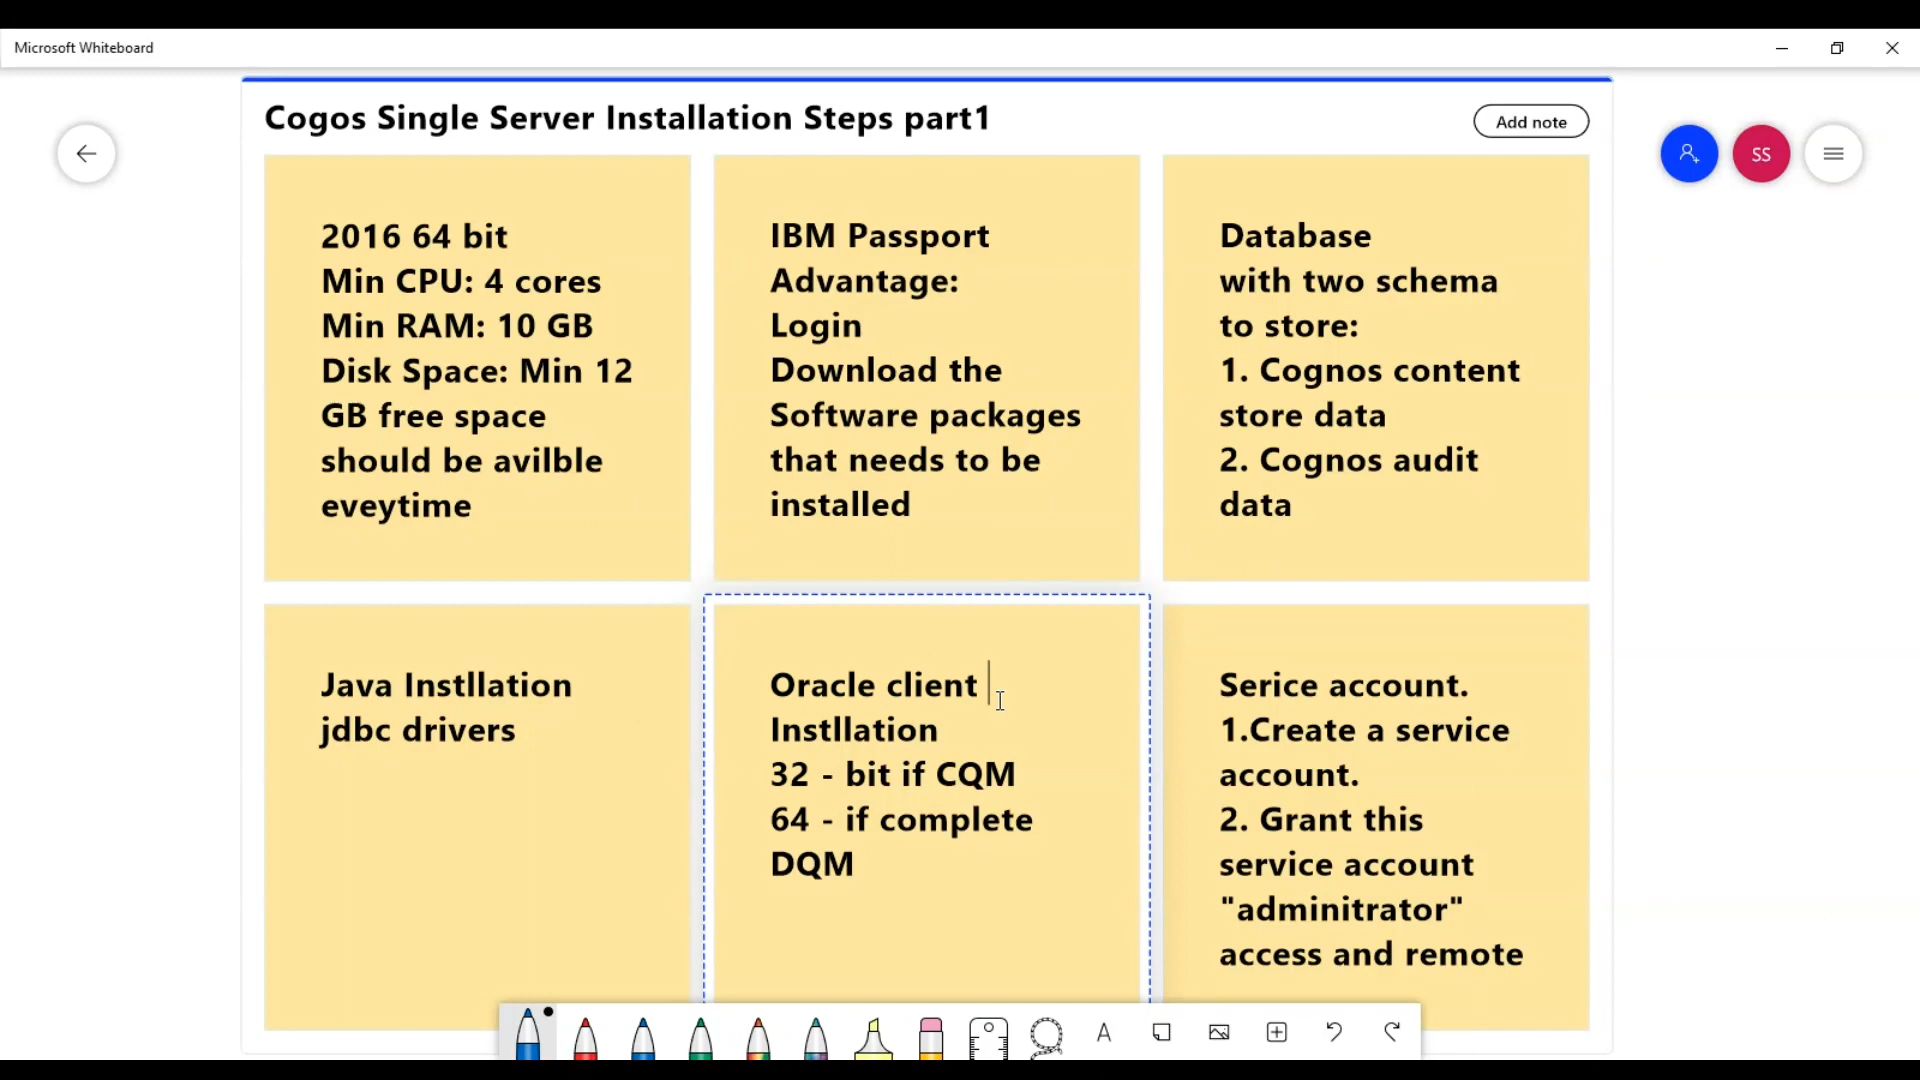 Microsoft Whiteboard
Cogos Single Server Installation Steps part1
Add note
SS
2016 64 bit
Min CPU: 4 cores
Min RAM: 10 GB
Disk Space: Min 12
GB free space
should be avilble
eveytime
IBM Passport
Advantage:
Login
Download the
Software packages
that needs to be
installed
Database
with two schema
to store:
1. Cognos content
store data
2. Cognos audit
data
Java Instllation
jdbc drivers
Oracle client
Instllation
32 - bit if CQM
64 - if complete
DQM
Serice account.
1.Create a service
account.
2. Grant this
service account
"adminitrator"
access and remote
A